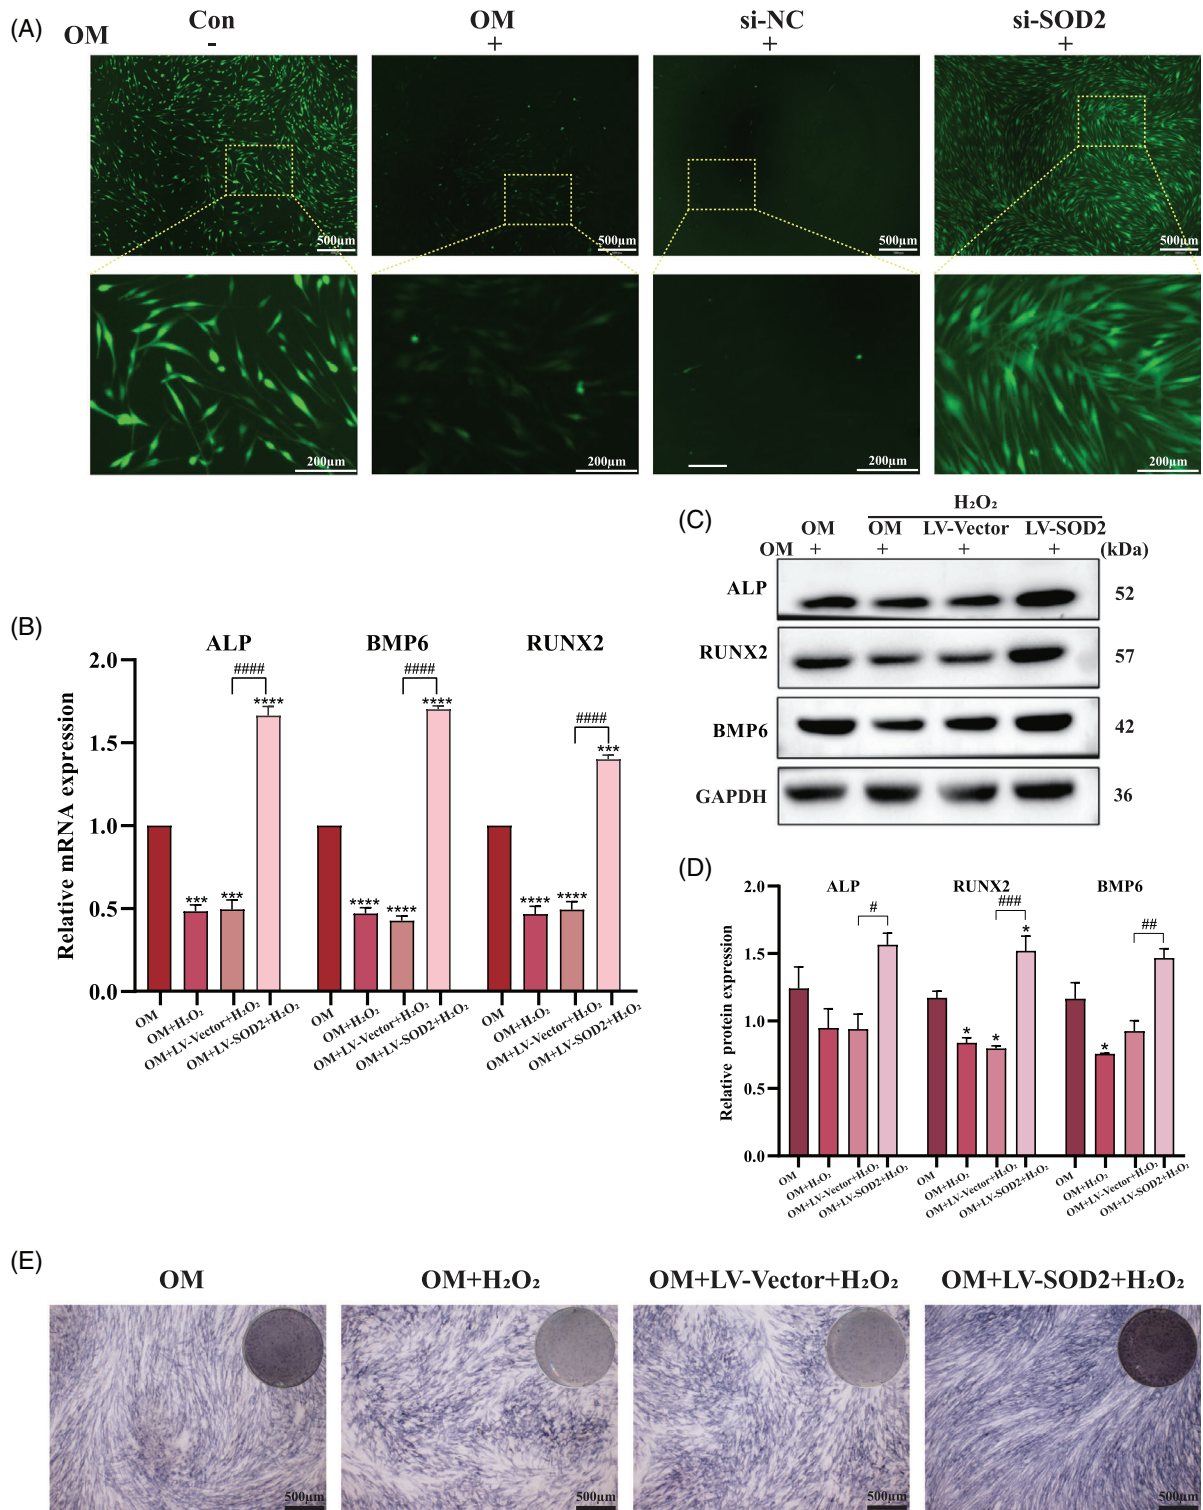 (A)
Con OM si-NC si-SOD2
OM - + + +
500μm 500μm 500μm 500μm
200μm 200μm 200μm 200μm
(B)
ALP BMP6 RUNX2
Relative mRNA expression
2.0
1.5
1.0
0.5
0.0
#### #### ####
**** **** ***
*** *** **** **** **** ****
OM OM+H₂O₂ OM+LV-Vector+H₂O₂ OM+LV-SOD2+H₂O₂
OM OM+H₂O₂ OM+LV-Vector+H₂O₂ OM+LV-SOD2+H₂O₂
OM OM+H₂O₂ OM+LV-Vector+H₂O₂ OM+LV-SOD2+H₂O₂
(C)
H₂O₂
OM OM LV-Vector LV-SOD2
OM + + + + (kDa)
ALP 52
RUNX2 57
BMP6 42
GAPDH 36
(D)
ALP RUNX2 BMP6
Relative protein expression
2.0
1.5
1.0
0.5
0.0
# ### ##
* * * *
OM OM+H₂O₂ OM+LV-Vector+H₂O₂ OM+LV-SOD2+H₂O₂
OM OM+H₂O₂ OM+LV-Vector+H₂O₂ OM+LV-SOD2+H₂O₂
OM OM+H₂O₂ OM+LV-Vector+H₂O₂ OM+LV-SOD2+H₂O₂
(E)
OM OM+H₂O₂ OM+LV-Vector+H₂O₂ OM+LV-SOD2+H₂O₂
500μm 500μm 500μm 500μm